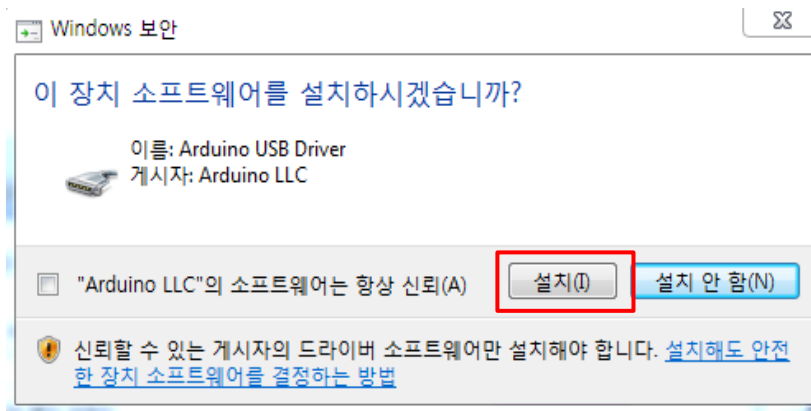 Windows 보안
이 장치 소프트웨어를 설치하시겠습니까?
이름: Arduino USB Driver
게시자: Arduino LLC
"Arduino LLC"의 소프트웨어는 항상 신뢰(A)
설치(I)
설치 안 함(N)
신뢰할 수 있는 게시자의 드라이버 소프트웨어만 설치해야 합니다. 설치해도 안전
한 장치 소프트웨어를 결정하는 방법